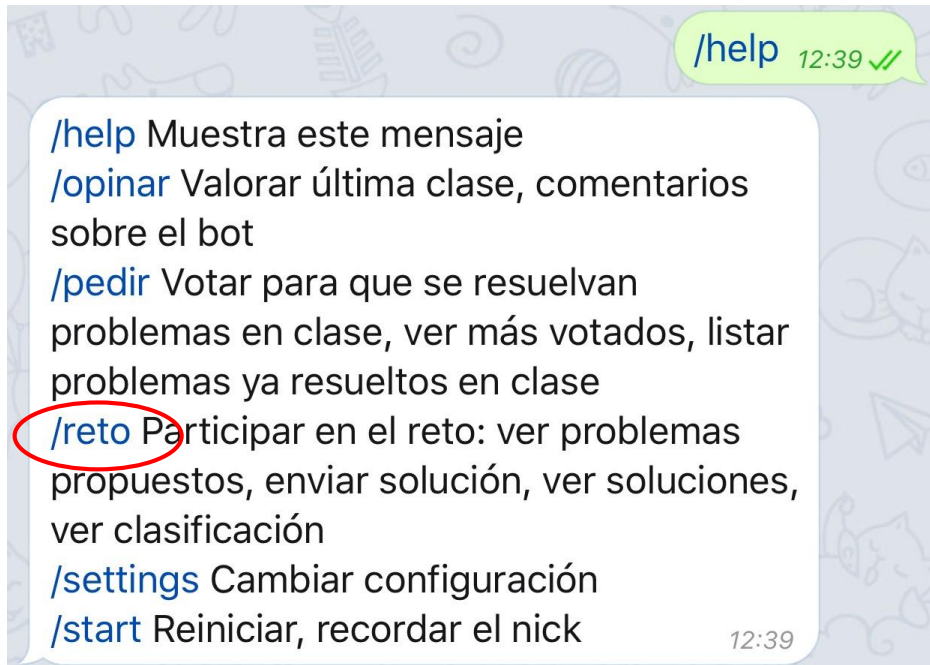 /help 12:39
/help Muestra este mensaje
/opinar Valorar última clase, comentarios
sobre el bot
/pedir Votar para que se resuelvan
problemas en clase, ver más votados, listar
problemas ya resueltos en clase
/reto Participar en el reto: ver problemas
propuestos, enviar solución, ver soluciones,
ver clasificación
/settings Cambiar configuración
/start Reiniciar, recordar el nick 12:39